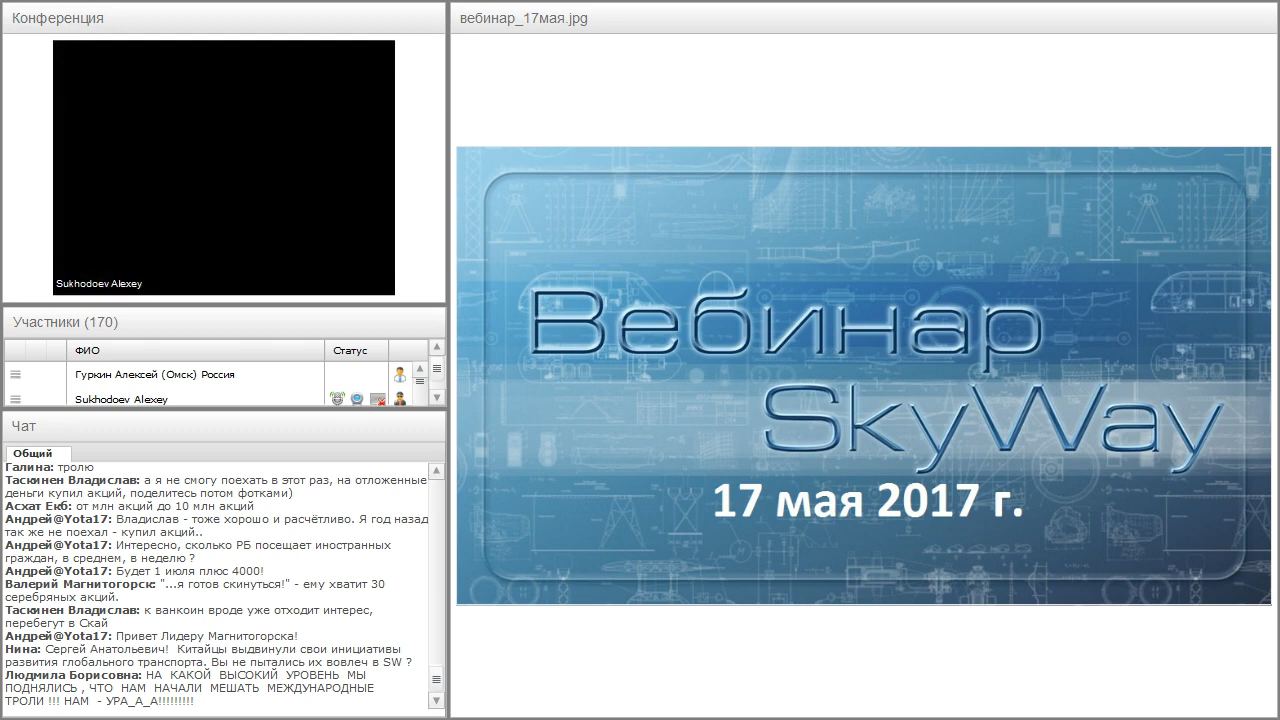 Конференция
Sukhodoev Alexey
Участники (170)
ФИО
Статус
Гуркин Алексей (Омск) Россия
Sukhodoev Alexey
Чат
Общий
Галина: тролю
Таскинен Владислав: а я не смогу поехать в этот раз, на отложенные
деньги купил акций, поделитесь потом фотками)
Асхат Екб: от млн акций до 10 млн акций
Андрей@Yota17: Владислав - тоже хорошо и расчётливо. Я год назад
так же не поехал - купил акций..
Андрей@Yota17: Интересно, сколько РБ посещает иностранных
граждан, в среднем, в неделю ?
Андрей@Yota17: Будет 1 июля плюс 4000!
Валерий Магнитогорск: "...я готов скинуться!" - ему хватит 30
серебряных акций.
Таскинен Владислав: к ванкоин вроде уже отходит интерес,
перебегут в Скай
Андрей@Yota17: Привет Лидеру Магнитогорска!
Нина: Сергей Анатольевич! Китайцы выдвинули свои инициативы
развития глобального транспорта. Вы не пытались их вовлеч в SW ?
Людмила Борисовна: НА КАКОЙ ВЫСОКИЙ УРОВЕНЬ МЫ
ПОДНЯЛИСЬ , ЧТО НАМ НАЧАЛИ МЕШАТЬ МЕЖДУНАРОДНЫЕ
ТРОЛИ !!! НАМ - УРА_А_А!!!!!!!!!
вебинар_17мая.jpg
Вебинар
SkyWay
17 мая 2017 г.